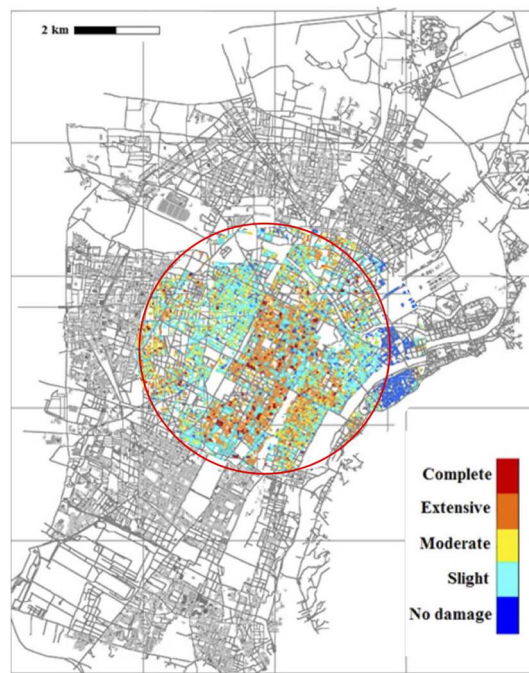 2 km
Complete
Extensive
Moderate
Slight
No damage